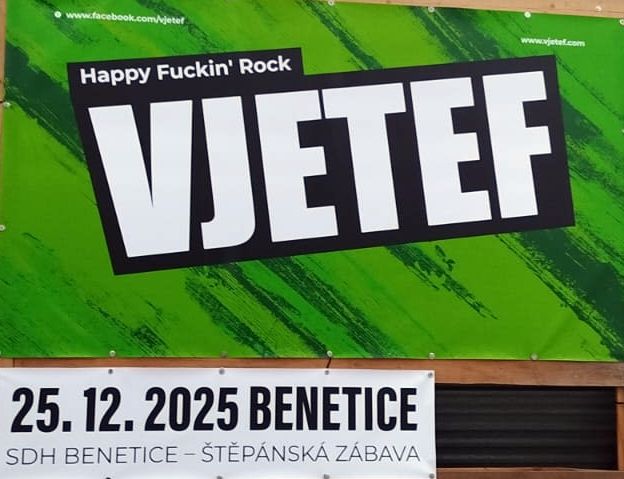 www.facebook.com/vjetef
www.vjetef.com
Happy Fuckin' Rock
VJETEF
25. 12. 2025 BENETICE
SDH BENETICE – ŠTĚPÁNSKÁ ZÁBAVA